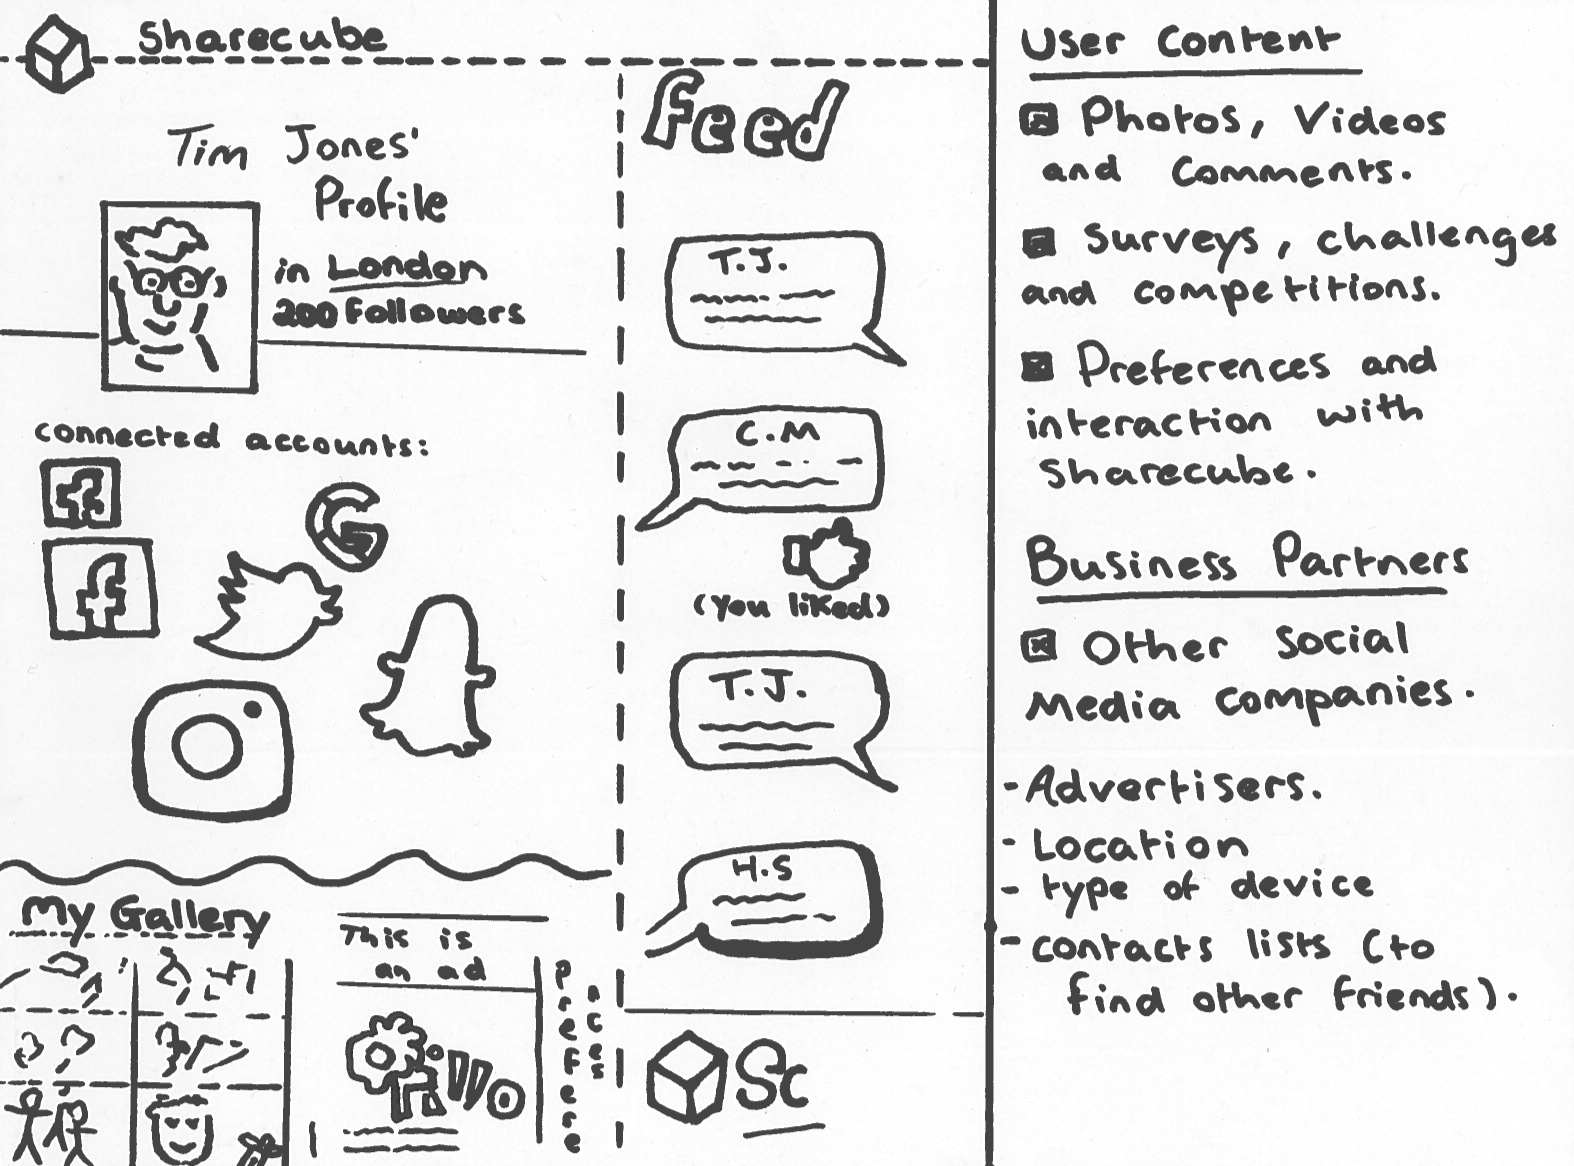 Sharecube
Tim Jones'
Profile
in London
200 Followers
connected accounts:
f
f
G
My Gallery
This is
an ad
Prefere
nces
feed
T.J.
C.M
(You liked)
T.J.
H.S
Sc
User Content
Photos, Videos
and Comments.
Surveys, challenges
and competitions.
Preferences and
interaction with
Sharecube.
Business Partners
Other Social
Media companies.
- Advertisers.
- Location
- type of device
- contacts lists (to
find other friends).